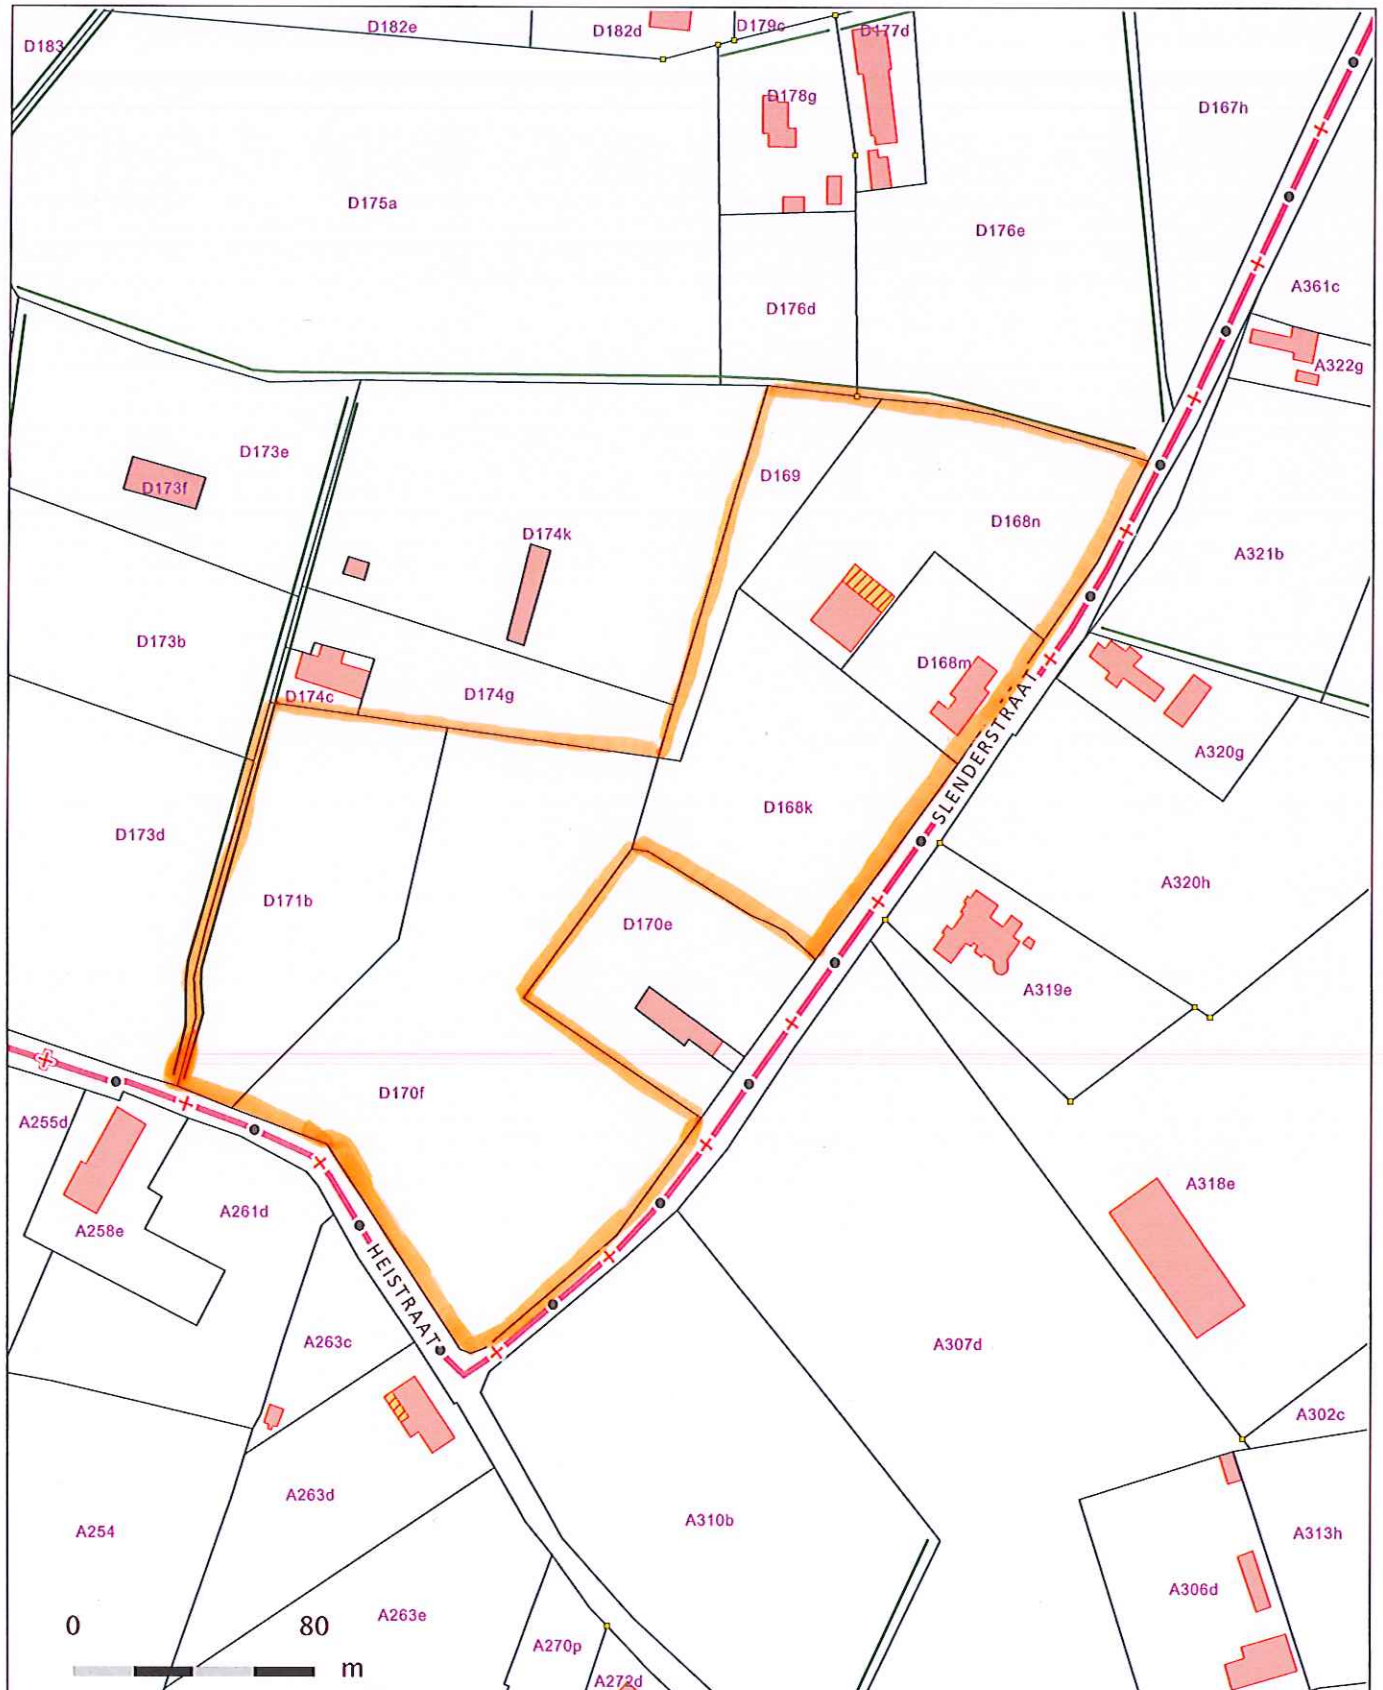 D183
D182e
D182d
D179c
D177d
D178g
D167h
D175a
D176e
D176d
A361c
A322g
D173e
D173f
D169
D174k
D168n
A321b
D173b
D168m
D174g
D174c
SLENDERSTRAAT
A320g
D168k
D173d
A320h
D171b
D170e
A319e
D170f
A255d
A258e
A261d
A318e
HEISTRAAT
A263c
A307d
A302c
A263d
A310b
A254
A313h
A306d
A263e
A270p
A272d
0 80
m